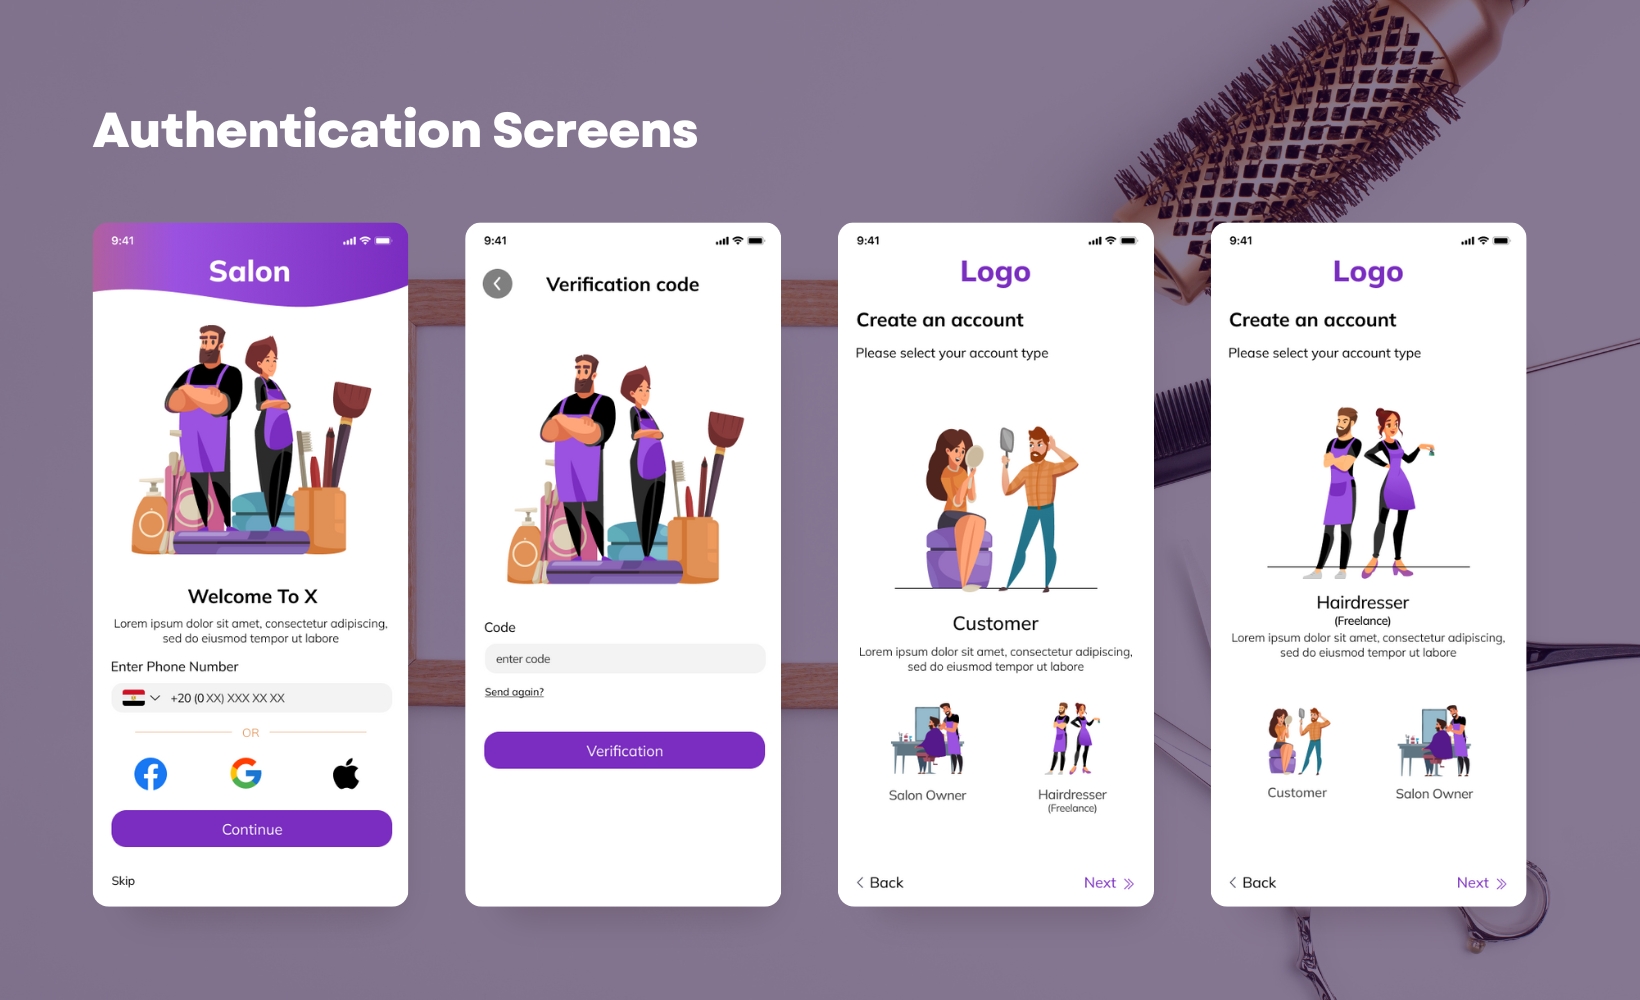 Authentication Screens
9:41
Salon
Welcome To X
Lorem ipsum dolor sit amet, consectetur adipiscing,
sed do eiusmod tempor ut labore
Enter Phone Number
+20 (0 XX) XXX XX XX
OR
Continue
Skip
9:41
Verification code
Code
enter code
Send again?
Verification
9:41
Logo
Create an account
Please select your account type
Customer
Lorem ipsum dolor sit amet, consectetur adipiscing,
sed do eiusmod tempor ut labore
Salon Owner
Hairdresser
(Freelance)
Back
Next
9:41
Logo
Create an account
Please select your account type
Hairdresser
(Freelance)
Lorem ipsum dolor sit amet, consectetur adipiscing,
sed do eiusmod tempor ut labore
Customer
Salon Owner
Back
Next